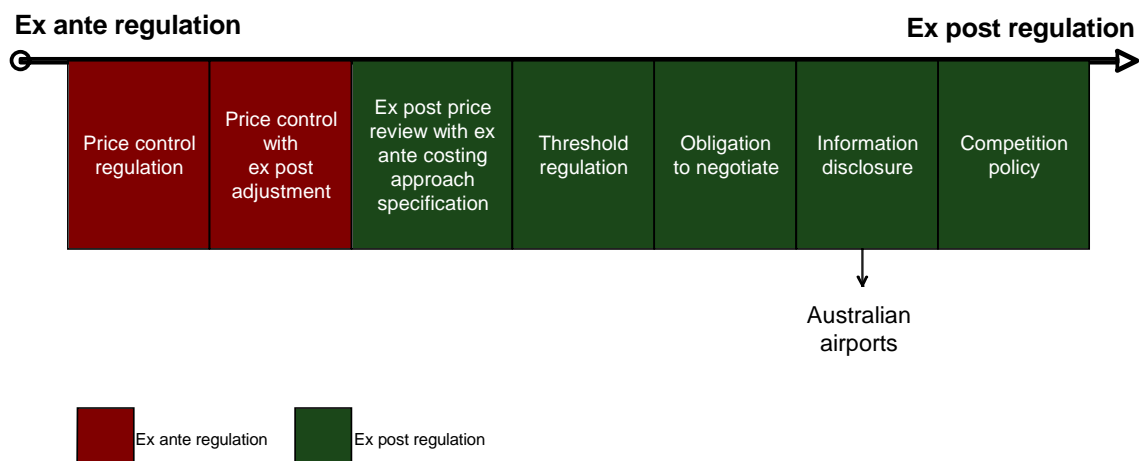 Ex ante regulation
Ex post regulation
Price control
regulation
Price control
with
ex post
adjustment
Ex post price
review with ex
ante costing
approach
specification
Threshold
regulation
Obligation
to negotiate
Information
disclosure
Competition
policy
Australian
airports
Ex ante regulation
Ex post regulation